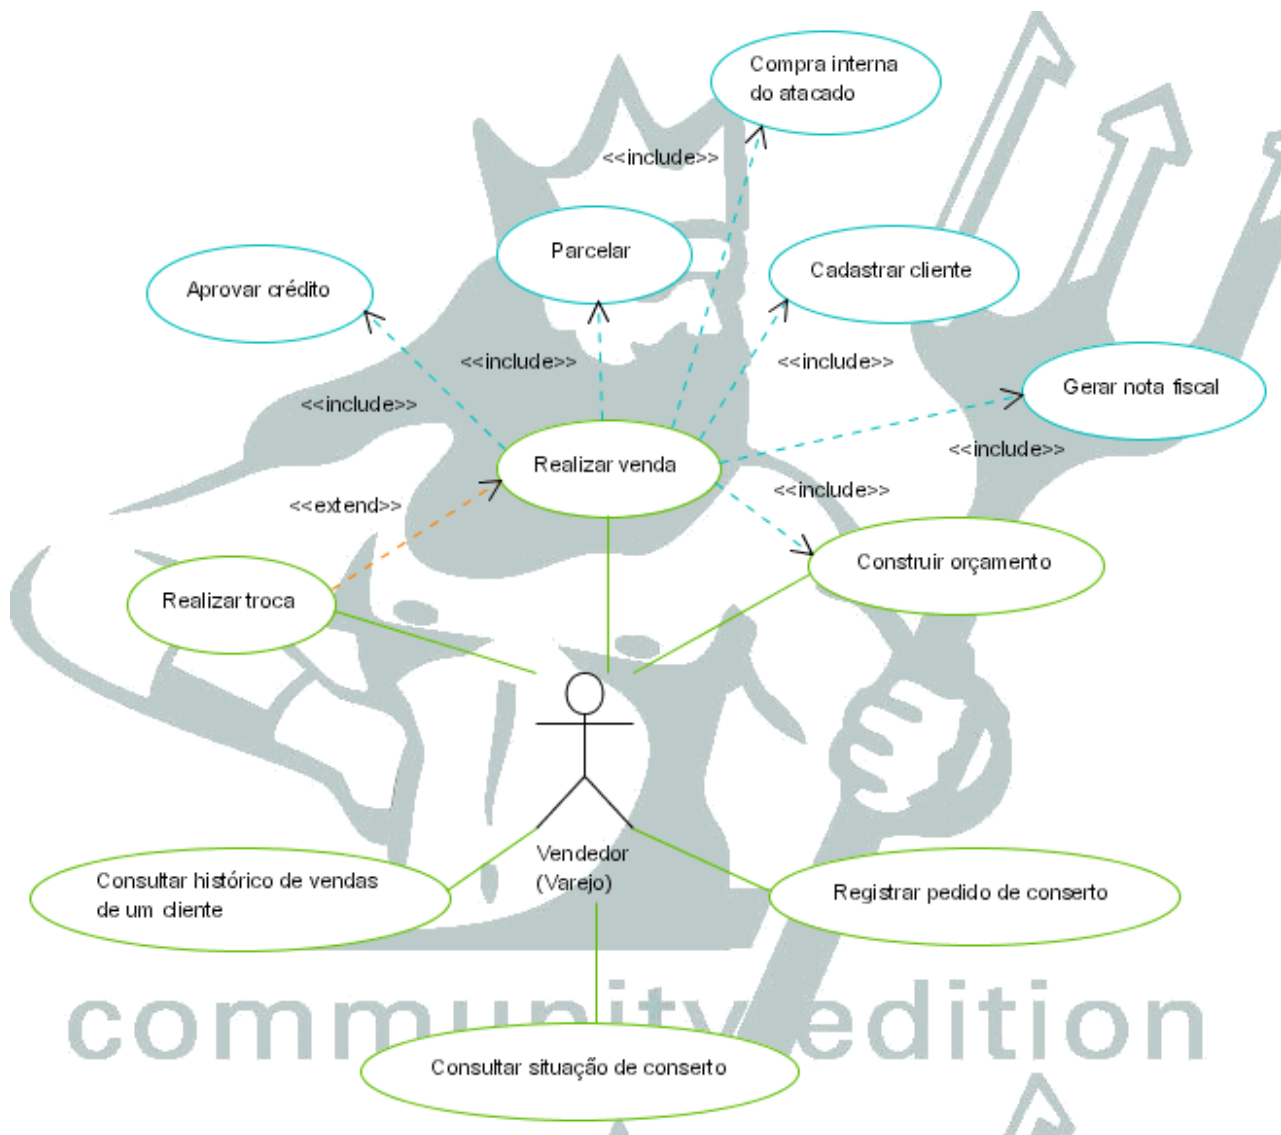 Compra interna
do atacado
<<include>>
Parcelar
Cadastrar cliente
Aprovar crédito
<<include>>
<<include>>
Gerar nota fiscal
<<include>>
<<include>>
Realizar venda
<<include>>
<<extend>>
Construir orçamento
Realizar troca
Vendedor
(Varejo)
Consultar histórico de vendas
de um cliente
Registrar pedido de conserto
community edition
Consultar situação de conserto